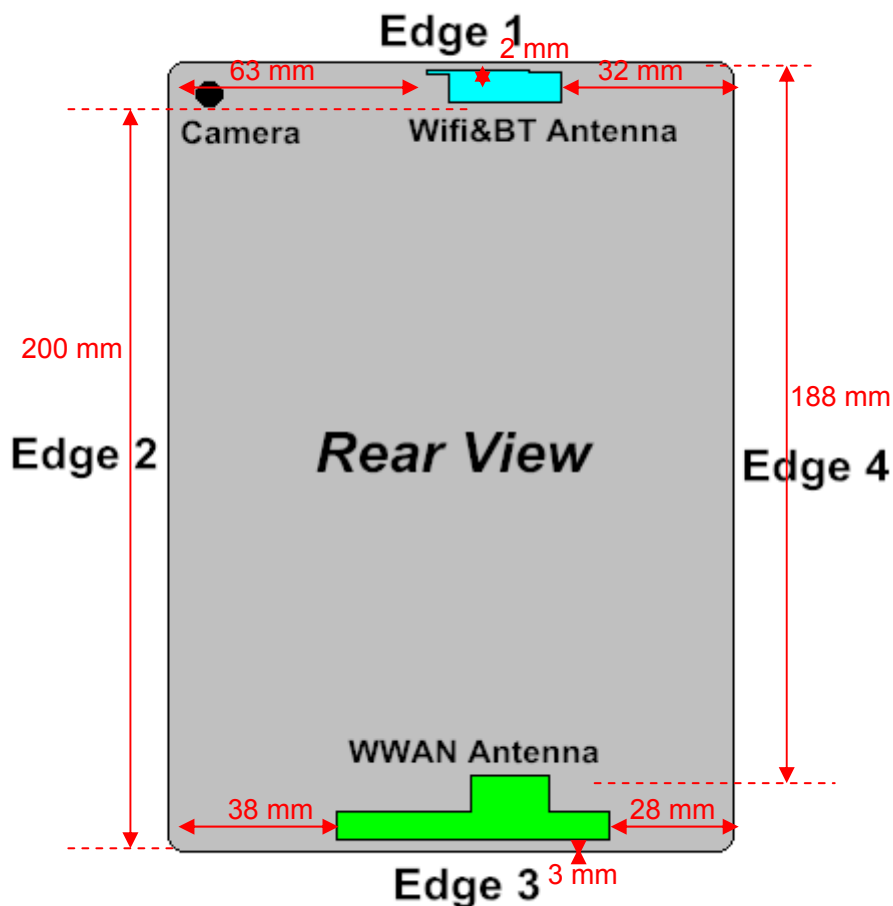 Edge 1
2 mm
63 mm
32 mm
Camera
Wifi&BT Antenna
200 mm
188 mm
Edge 2
Rear View
Edge 4
WWAN Antenna
38 mm
28 mm
3 mm
Edge 3